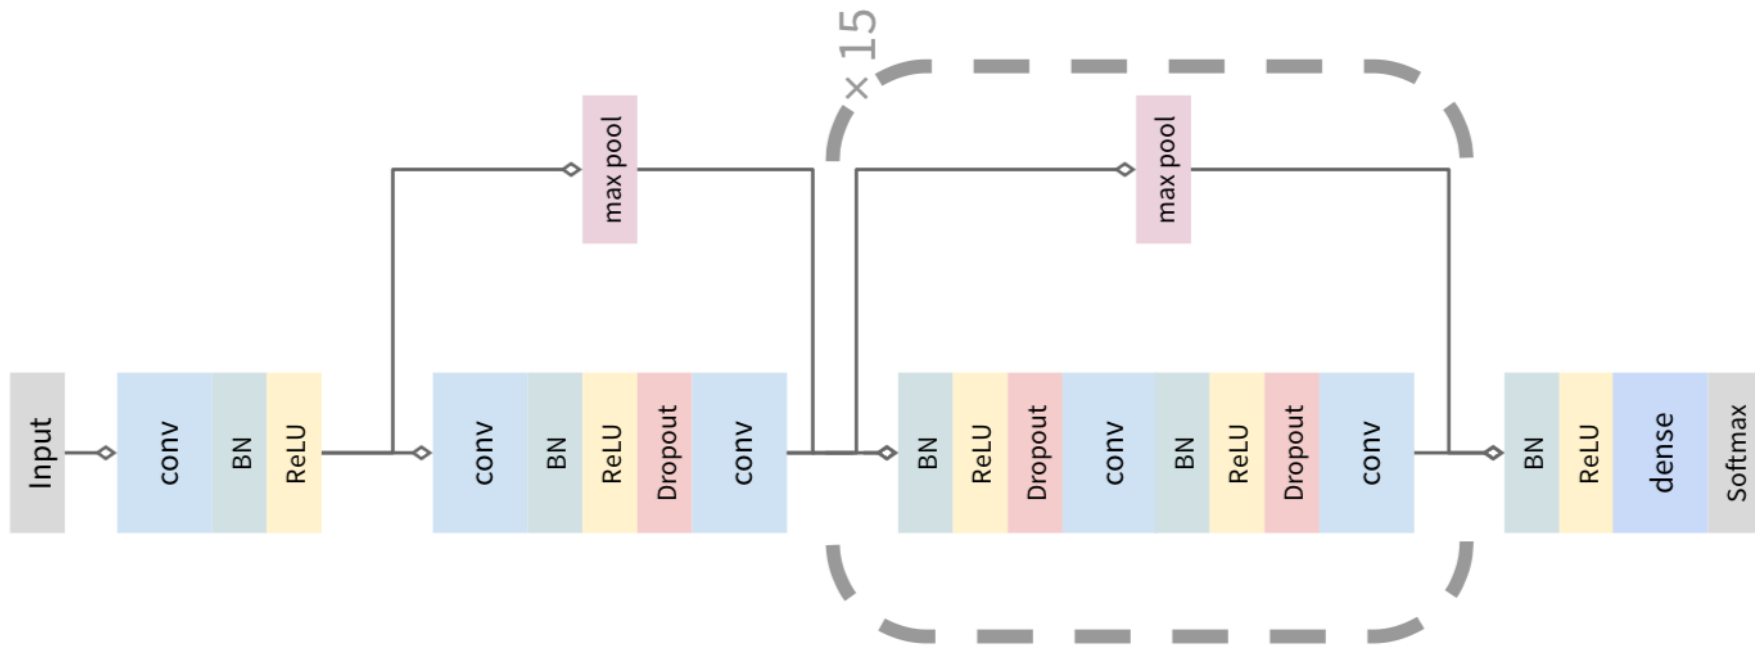 Input
conv
BN
ReLU
max pool
conv
BN
ReLU
Dropout
conv
× 15
max pool
BN
ReLU
Dropout
conv
BN
ReLU
Dropout
conv
BN
ReLU
dense
Softmax